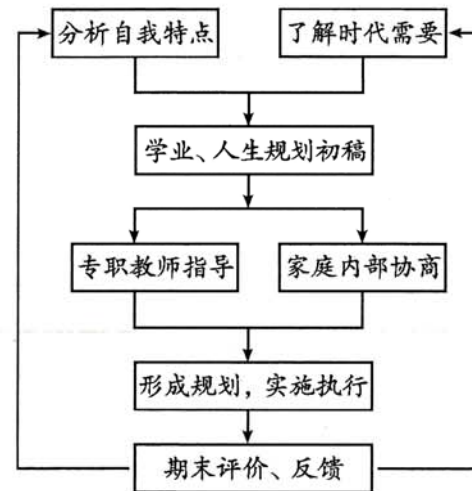 分析自我特点
了解时代需要
学业、人生规划初稿
专职教师指导
家庭内部协商
形成规划，实施执行
期末评价、反馈